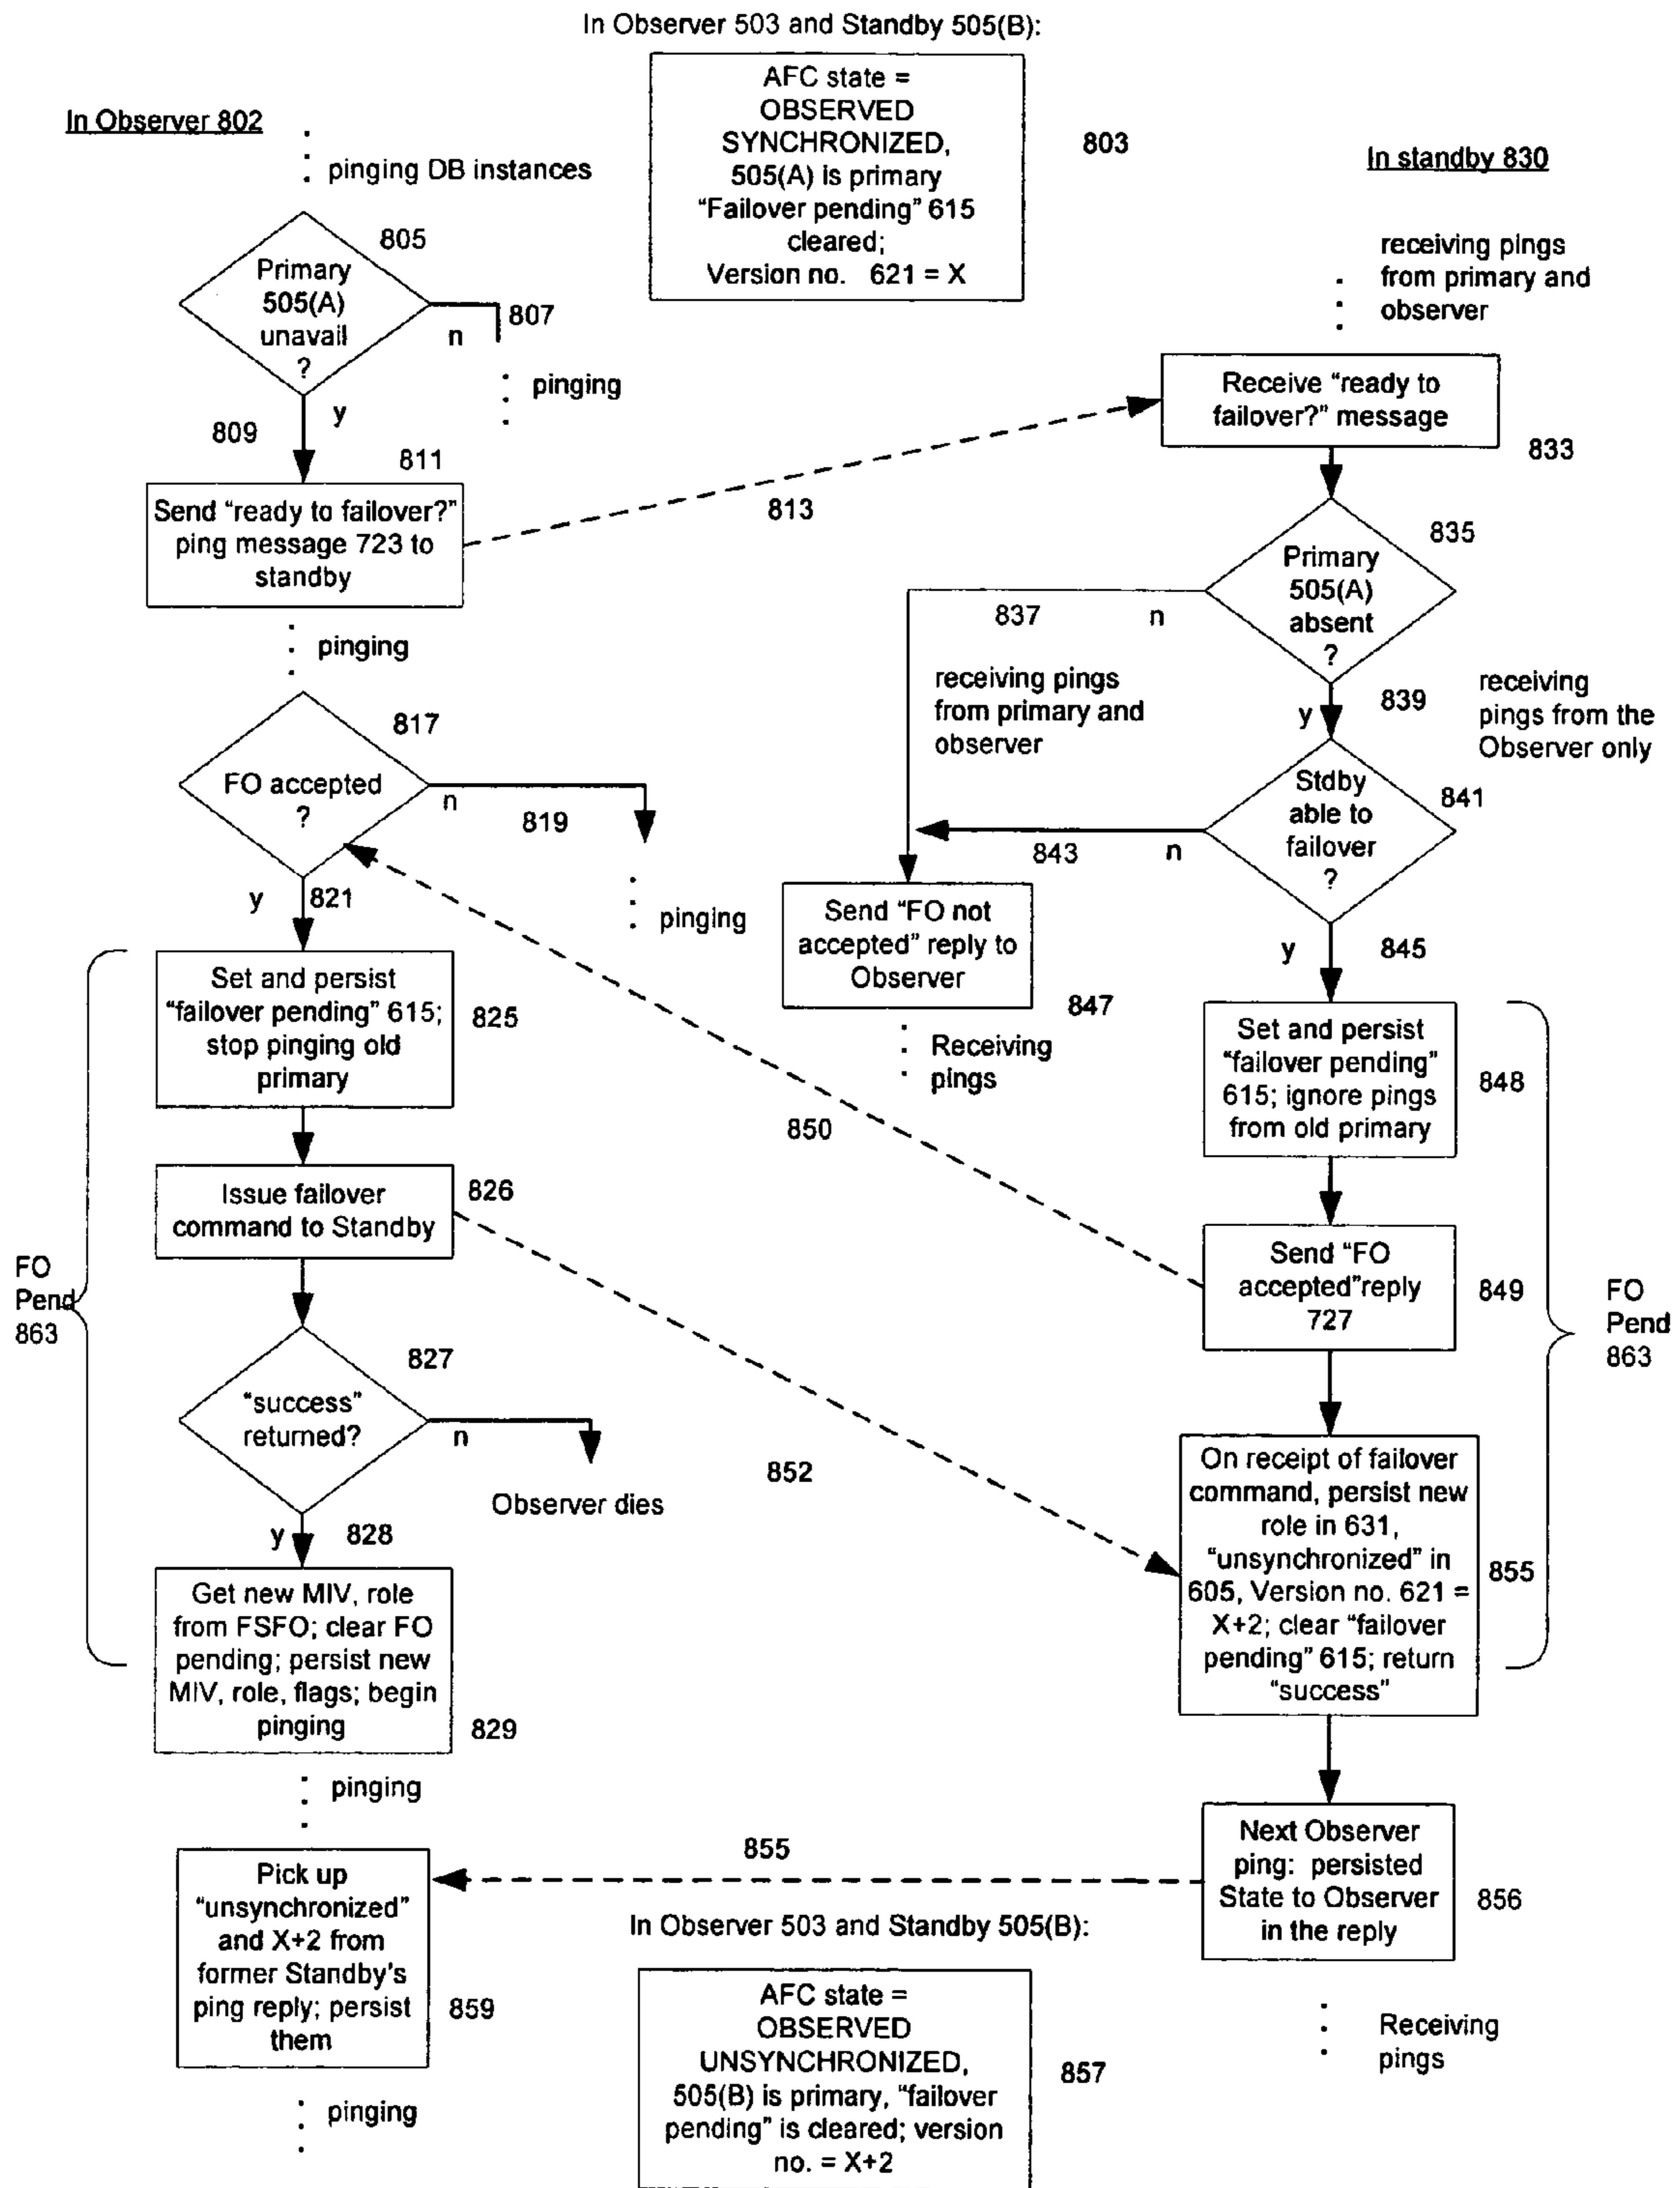 In Observer 503 and Standby 505(B):
AFC state =
OBSERVED
SYNCHRONIZED,
505(A) is primary
“Failover pending” 615
cleared;
Version no. 621 = X
803
In Observer 802
pinging DB instances
805
Primary
505(A)
unavail
?
n
807
pinging
y
809
811
Send “ready to failover?”
ping message 723 to
standby
813
pinging
817
FO accepted
?
n
819
pinging
y
821
Set and persist
“failover pending” 615;
stop pinging old
primary
825
Issue failover
command to Standby
826
FO
Pend
863
827
“success”
returned?
n
Observer dies
y
828
Get new MIV, role
from FSFO; clear FO
pending; persist new
MIV, role, flags; begin
pinging
829
pinging
Pick up
“unsynchronized”
and X+2 from
former Standby's
ping reply; persist
them
859
pinging
In standby 830
receiving pings
from primary and
observer
Receive “ready to
failover?” message
833
835
Primary
505(A)
absent
?
837
n
receiving pings
from primary and
observer
y
839
receiving
pings from the
Observer only
Stdby
able to
failover
?
841
843
n
Send “FO not
accepted” reply to
Observer
847
Receiving
pings
y
845
Set and persist
“failover pending”
615; ignore pings
from old primary
848
850
Send “FO
accepted”reply
727
849
FO
Pend
863
852
On receipt of failover
command, persist new
role in 631,
“unsynchronized” in
605, Version no. 621 =
X+2; clear “failover
pending” 615; return
“success”
855
Next Observer
ping: persisted
State to Observer
in the reply
856
855
Receiving
pings
In Observer 503 and Standby 505(B):
AFC state =
OBSERVED
UNSYNCHRONIZED,
505(B) is primary, “failover
pending” is cleared; version
no. = X+2
857